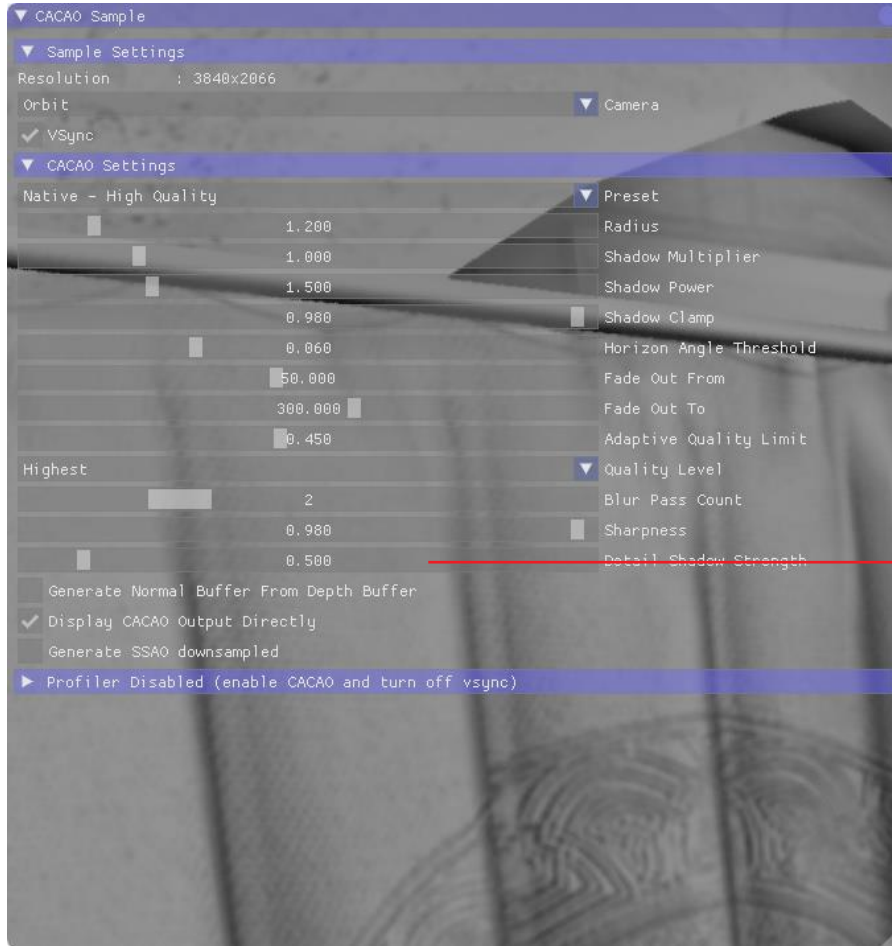 CACAO Sample
Sample Settings
Resolution : 3840x2066
Orbit Camera
VSync
CACAO Settings
Native - High Quality Preset
1.200 Radius
1.000 Shadow Multiplier
1.500 Shadow Power
0.980 Shadow Clamp
0.060 Horizon Angle Threshold
50.000 Fade Out From
300.000 Fade Out To
0.450 Adaptive Quality Limit
Highest Quality Level
2 Blur Pass Count
0.980 Sharpness
0.500 Detail Shadow Strength
Generate Normal Buffer From Depth Buffer
Display CACAO Output Directly
Generate SSAO downsampled
Profiler Disabled (enable CACAO and turn off vsync)